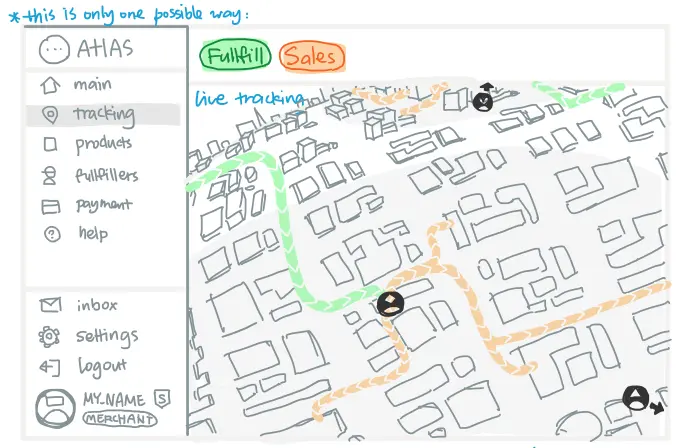 *this is only one possible way:
ATLAS
Fullfill
Sales
main
tracking
products
fullfillers
payment
help
live tracking
inbox
settings
logout
MY_NAME S
MERCHANT